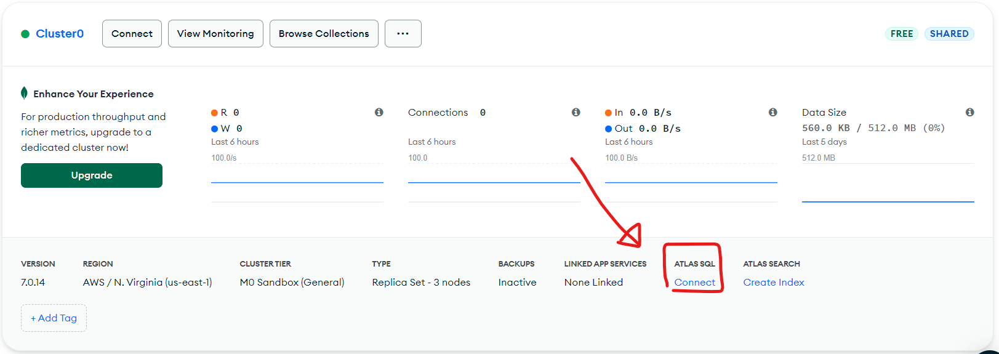 Cluster0
Connect
View Monitoring
Browse Collections
...
FREE
SHARED
Enhance Your Experience
For production throughput and
richer metrics, upgrade to a
dedicated cluster now!
Upgrade
R 0
W 0
Last 6 hours
100.0/s
Connections 0
Last 6 hours
100.0
In 0.0 B/s
Out 0.0 B/s
Last 6 hours
100.0 B/s
Data Size
560.0 KB / 512.0 MB (0%)
Last 5 days
512.0 MB
VERSION
7.0.14
REGION
AWS / N. Virginia (us-east-1)
CLUSTER TIER
M0 Sandbox (General)
TYPE
Replica Set - 3 nodes
BACKUPS
Inactive
LINKED APP SERVICES
None Linked
ATLAS SQL
Connect
ATLAS SEARCH
Create Index
+ Add Tag